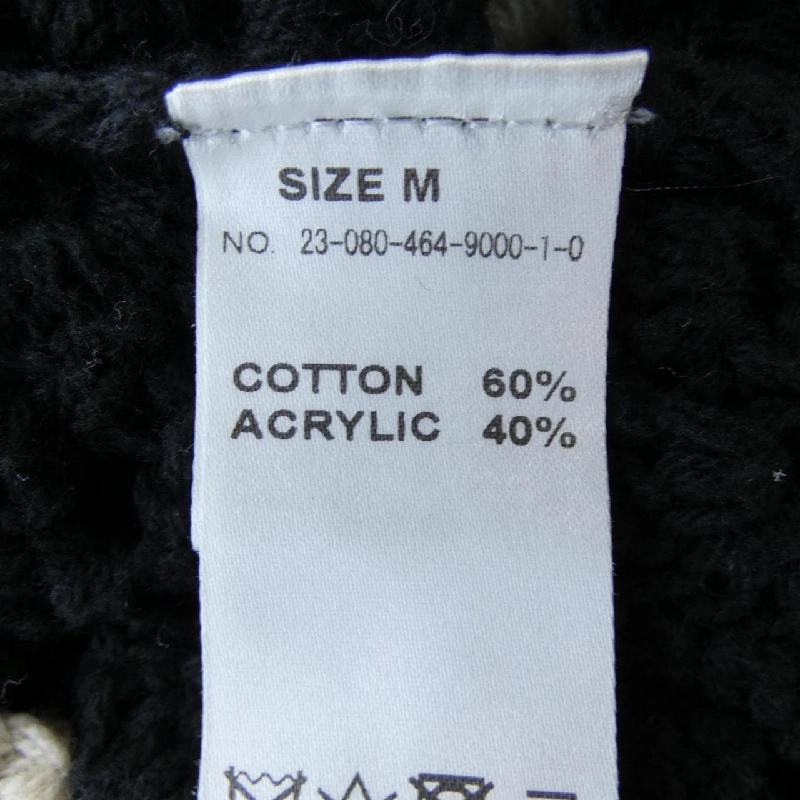 SIZE M
NO. 23-080-464-9000-1-0
COTTON 60%
ACRYLIC 40%